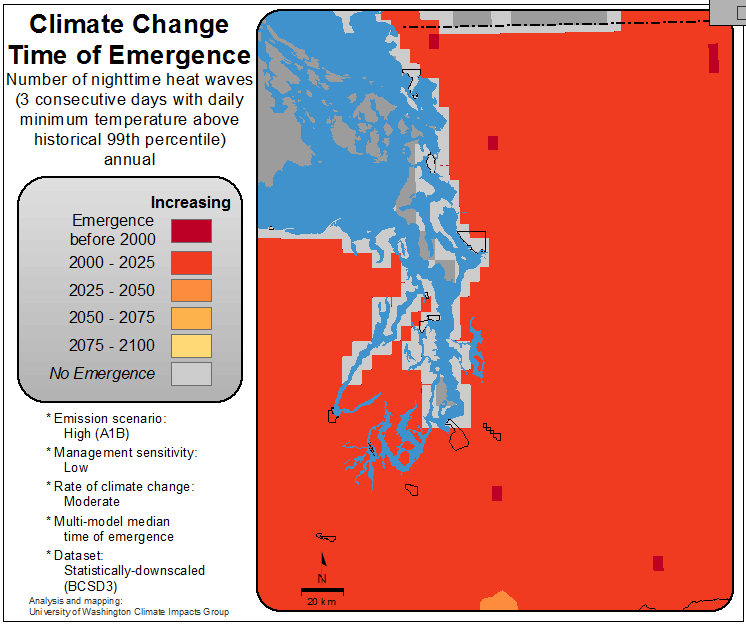 Climate Change
Time of Emergence
Number of nighttime heat waves
(3 consecutive days with daily
minimum temperature above
historical 99th percentile)
annual
Increasing
Emergence
before 2000
2000 - 2025
2025 - 2050
2050 - 2075
2075 - 2100
No Emergence
* Emission scenario:
High (A1B)
* Management sensitivity:
Low
* Rate of climate change:
Moderate
* Multi-model median
time of emergence
* Dataset:
Statistically-downscaled
(BCSD3)
Analysis and mapping:
University of Washington Climate Impacts Group
N
20 km